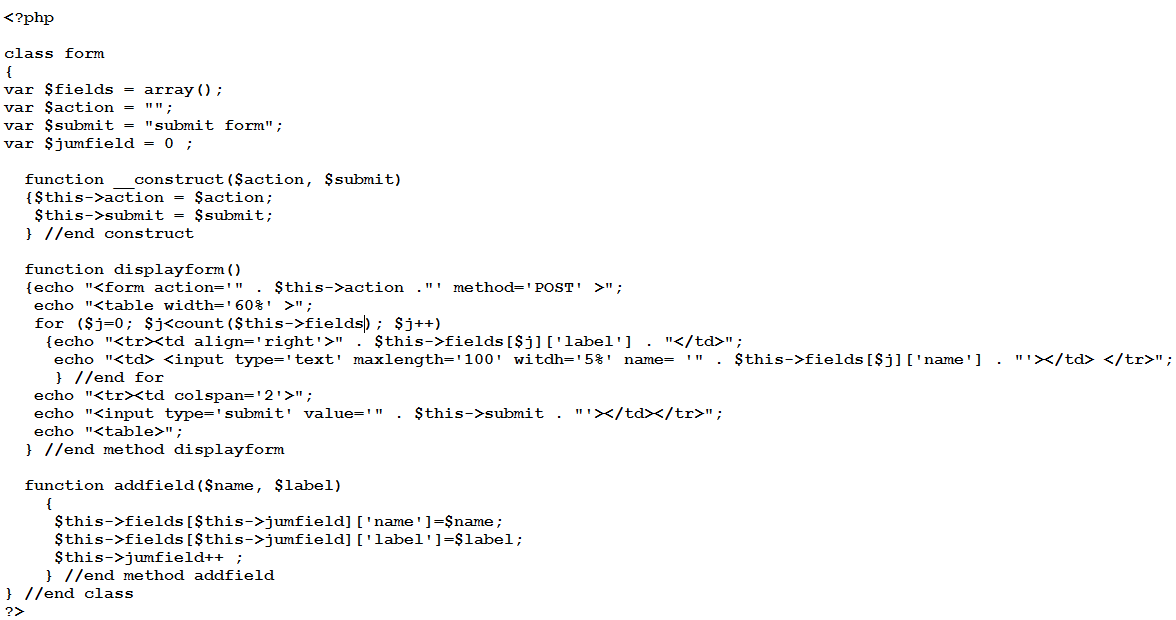 <?php
class form
{
var $fields = array();
var $action = "";
var $submit = "submit form";
var $jumfield = 0 ;
function __construct($action, $submit)
{$this->action = $action;
$this->submit = $submit;
} //end construct
function displayform()
{echo "<form action='" . $this->action ."' method='POST' >";
echo "<table width='60%' >";
for ($j=0; $j<count($this->fields); $j++)
{echo "<tr><td align='right'>" . $this->fields[$j]['label'] . "</td>";
echo "<td> <input type='text' maxlength='100' witdh='5%' name= '" . $this->fields[$j]['name'] . "'></td> </tr>";
} //end for
echo "<tr><td colspan='2'>";
echo "<input type='submit' value='" . $this->submit . "'></td></tr>";
echo "<table>";
} //end method displayform
function addfield($name, $label)
{
$this->fields[$this->jumfield]['name']=$name;
$this->fields[$this->jumfield]['label']=$label;
$this->jumfield++ ;
} //end method addfield
} //end class
?>